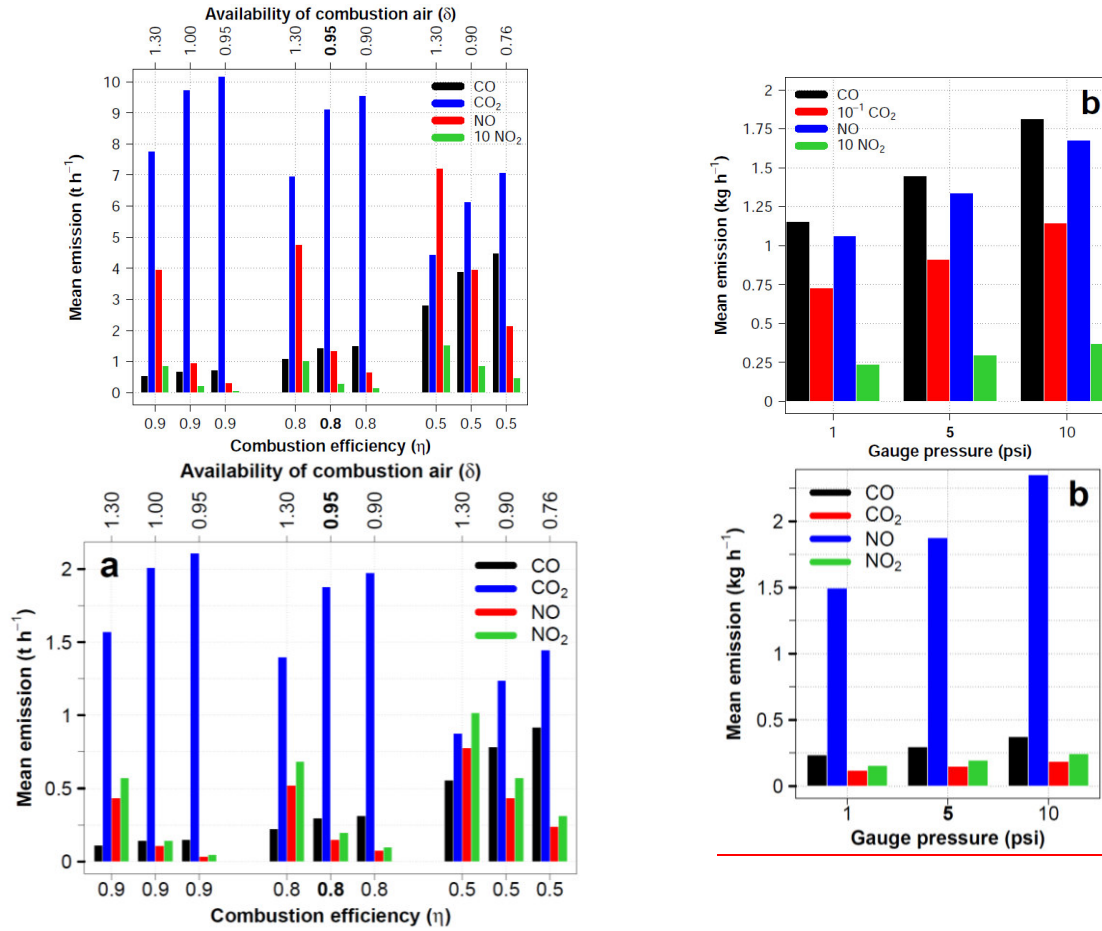 Availability of combustion air (δ)
1.30 1.00 0.95 1.30 0.95 0.90 1.30 0.90 0.76
CO
CO₂
NO
10 NO₂
10
9
8
7
6
5
4
3
2
1
0
Mean emission (t h⁻¹)
0.9 0.9 0.9 0.8 0.8 0.8 0.5 0.5 0.5
Combustion efficiency (η)
b
CO
10⁻¹ CO₂
NO
10 NO₂
2
1.75
1.5
1.25
1
0.75
0.5
0.25
0
Mean emission (kg h⁻¹)
1 5 10
Gauge pressure (psi)
Availability of combustion air (δ)
1.30 1.00 0.95 1.30 0.95 0.90 1.30 0.90 0.76
a
CO
CO₂
NO
NO₂
2
1.5
1
0.5
0
Mean emission (t h⁻¹)
0.9 0.9 0.9 0.8 0.8 0.8 0.5 0.5 0.5
Combustion efficiency (η)
b
CO
CO₂
NO
NO₂
2
1.5
1
0.5
0
Mean emission (kg h⁻¹)
1 5 10
Gauge pressure (psi)